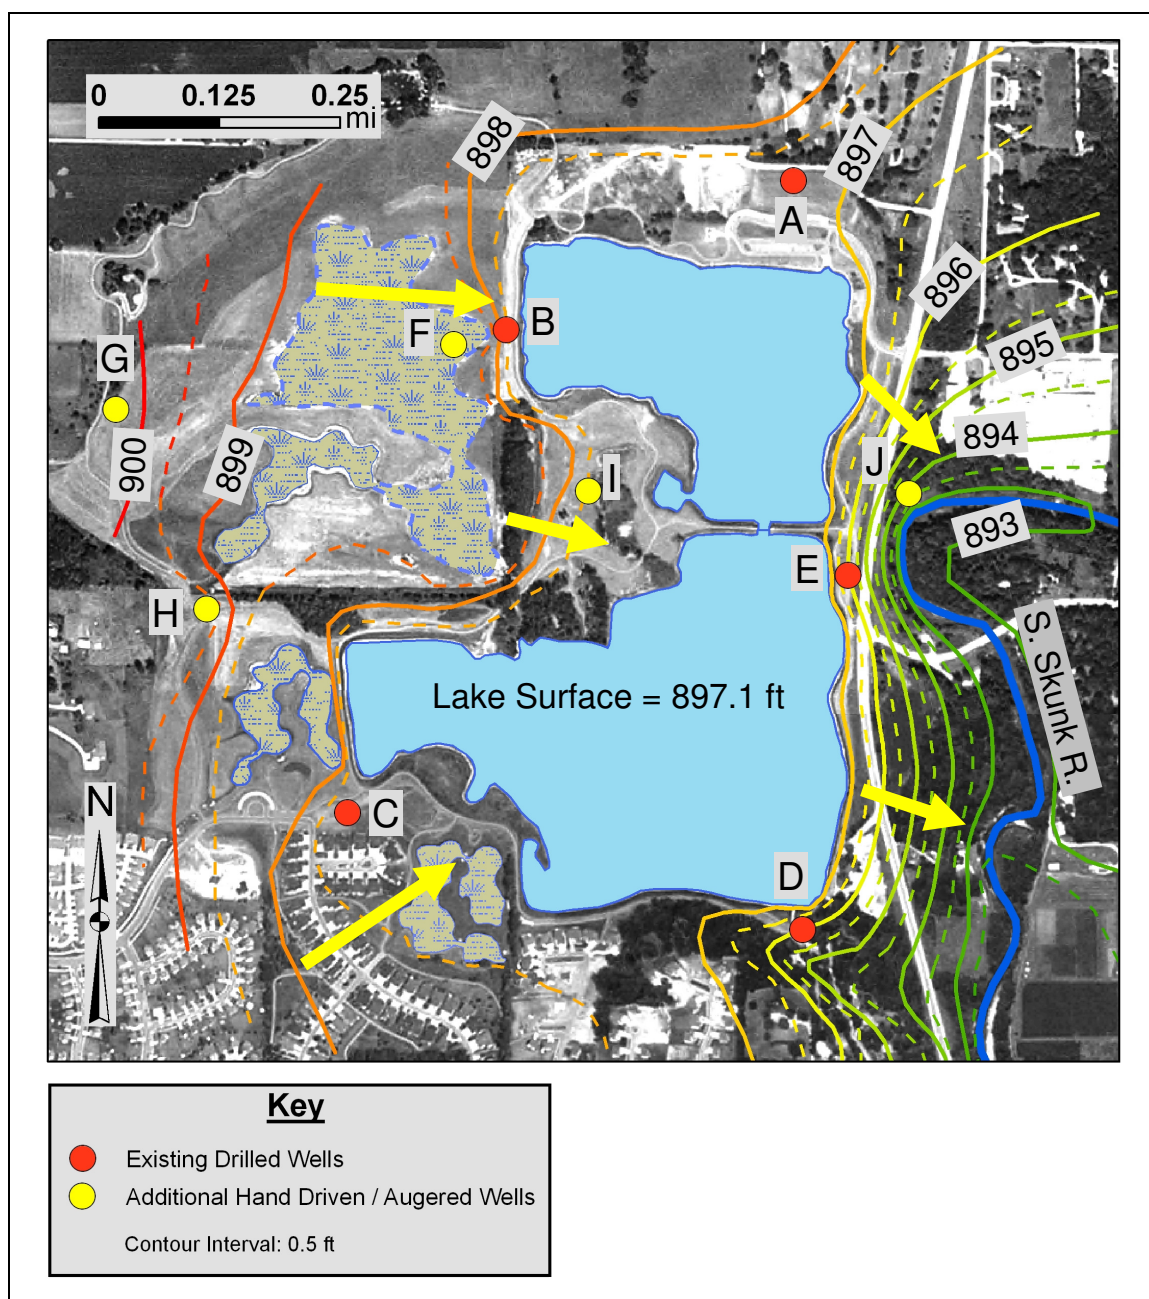 0 0.125 0.25
mi
898
897
A
896
B
F
895
G
894
900
899
J
I
893
E
H
S. Skunk R.
Lake Surface = 897.1 ft
N
C
D
Key
Existing Drilled Wells
Additional Hand Driven / Augered Wells
Contour Interval: 0.5 ft